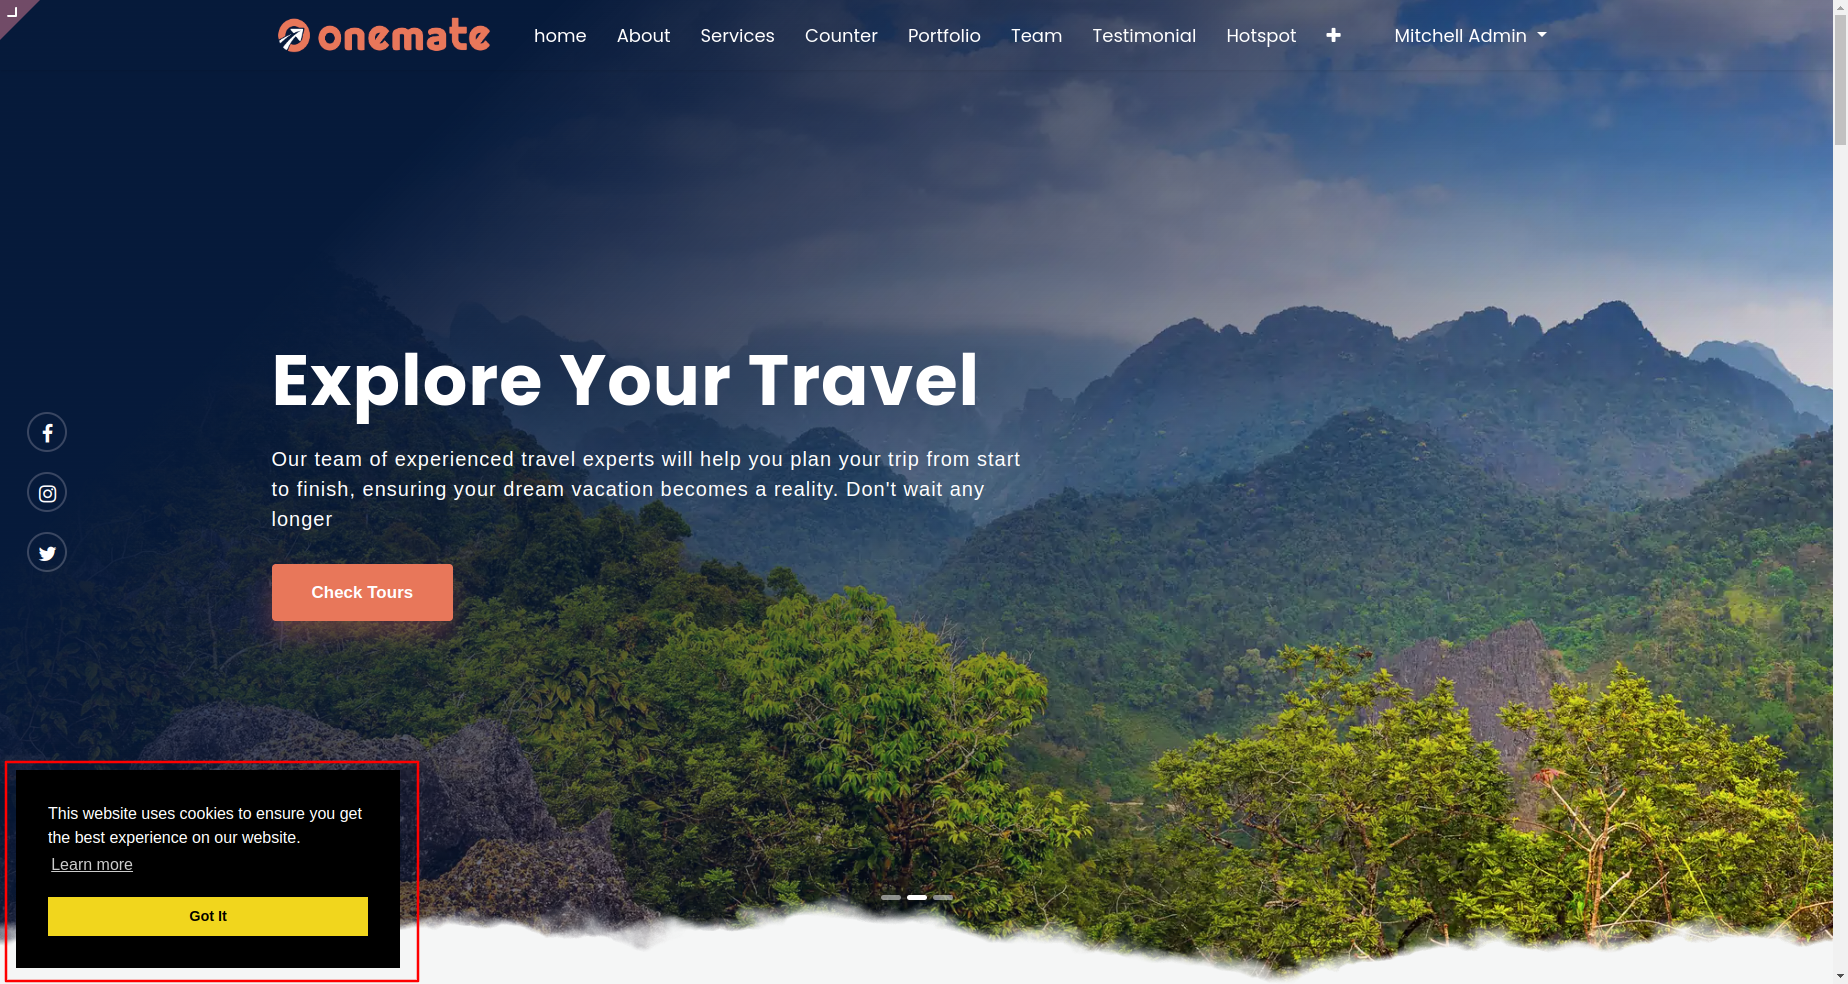 onemate home About Services Counter Portfolio Team Testimonial Hotspot Mitchell Admin
Explore Your Travel
Our team of experienced travel experts will help you plan your trip from start
to finish, ensuring your dream vacation becomes a reality. Don't wait any
longer
Check Tours
This website uses cookies to ensure you get
the best experience on our website.
Learn more
Got It